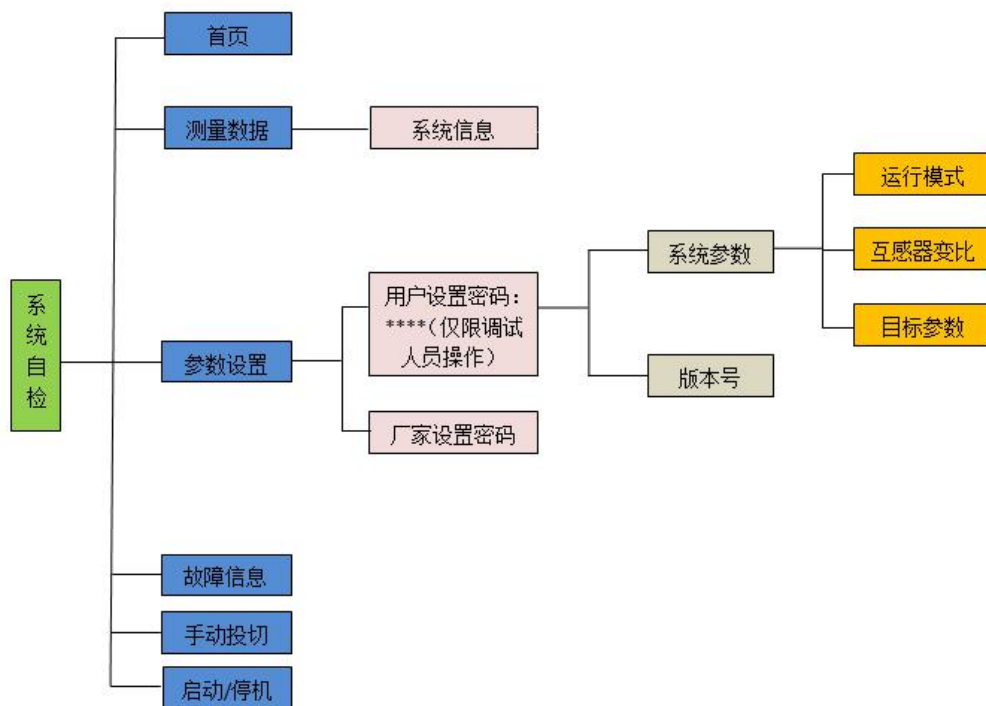 首页
测量数据
系统信息
运行模式
系统参数
互感器变比
系
统
自
检
用户设置密码：
****（仅限调试
人员操作）
目标参数
参数设置
版本号
厂家设置密码
故障信息
手动投切
启动/停机